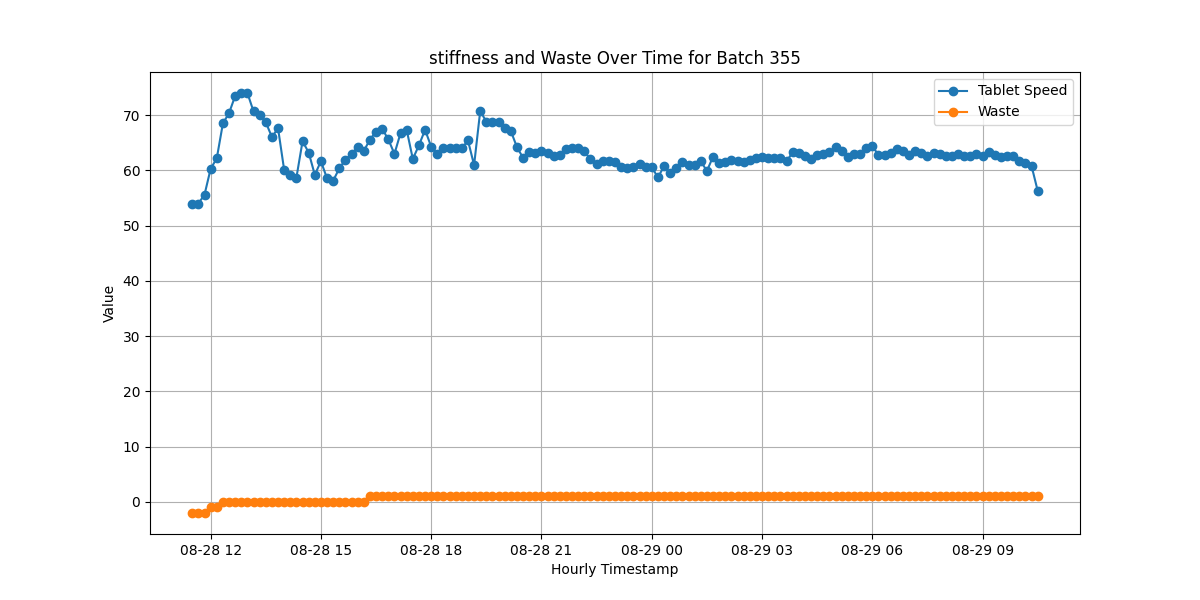 stiffness and Waste Over Time for Batch 355
Tablet Speed
Waste
Value
70
60
50
40
30
20
10
0
08-28 12 08-28 15 08-28 18 08-28 21 08-29 00 08-29 03 08-29 06 08-29 09
Hourly Timestamp